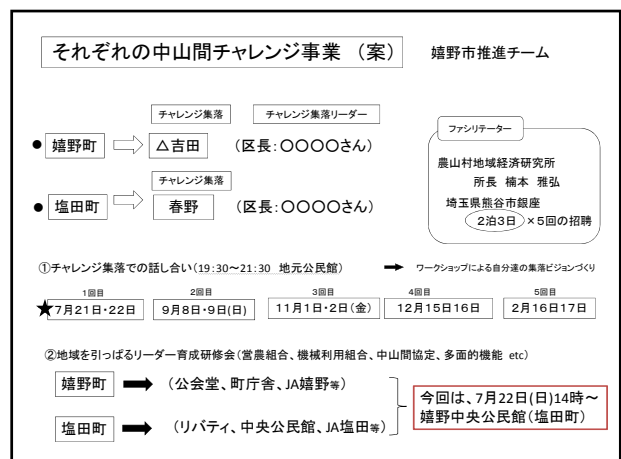 それぞれの中山間チャレンジ事業 （案） 嬉野市推進チーム
チャレンジ集落 チャレンジ集落リーダー
● 嬉野町 ⇨ △吉田 （区長：〇〇〇〇さん）
チャレンジ集落
● 塩田町 ⇨ 春野 （区長：〇〇〇〇さん）
ファシリテーター
農山村地域経済研究所
所長 楠本 雅弘
埼玉県熊谷市銀座
２泊３日 ×５回の招聘
①チャレンジ集落での話し合い（19:30～21:30 地元公民館） ➡ ワークショップによる自分達の集落ビジョンづくり
1回目 2回目 3回目 4回目 5回目
★7月21日・22日 9月8日・9日(日) 11月1日・2日（金） 12月15日16日 2月16日17日
②地域を引っぱるリーダー育成研修会（営農組合、機械利用組合、中山間協定、多面的機能 etc）
嬉野町 ➡ （公会堂、町庁舎、JA嬉野等）
塩田町 ➡ （リバティ、中央公民館、JA塩田等）
今回は、7月22日(日)14時～
嬉野中央公民館（塩田町）